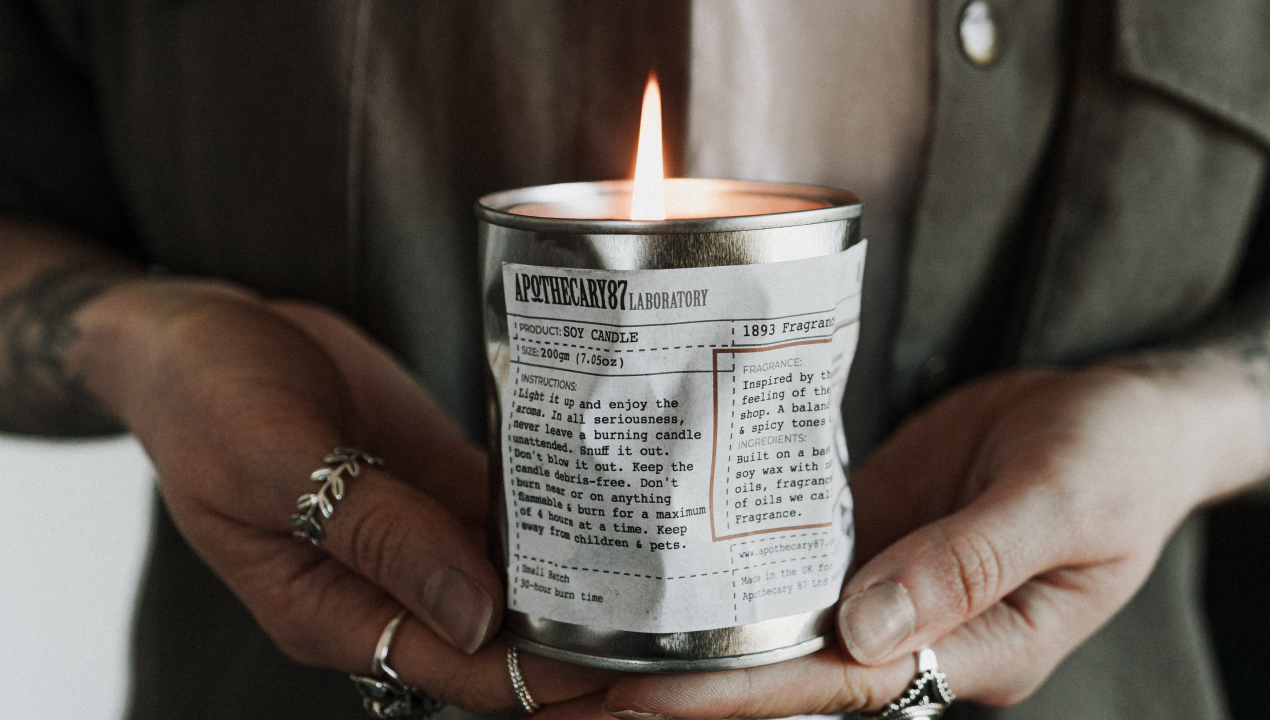 APOTHECARY87 LABORATORY
PRODUCT: SOY CANDLE
SIZE: 200gm (7.05oz)
INSTRUCTIONS:
Light it up and enjoy the
aroma. In all seriousness,
never leave a burning candle
unattended. Snuff it out.
Don't blow it out. Keep the
candle debris-free. Don't
burn near or on anything
flammable & burn for a maximum
of 4 hours at a time. Keep
away from children & pets.
Small Batch
30-hour burn time
1893 Fragranc
FRAGRANCE:
Inspired by th
feeling of the
shop. A balan
& spicy tones
INGREDIENTS:
Built on a bas
soy wax with
oils, fragranc
of oils we cal
Fragrance.
www.apothecary87.
Made in the UK fo
Apothecary 87 Ltd